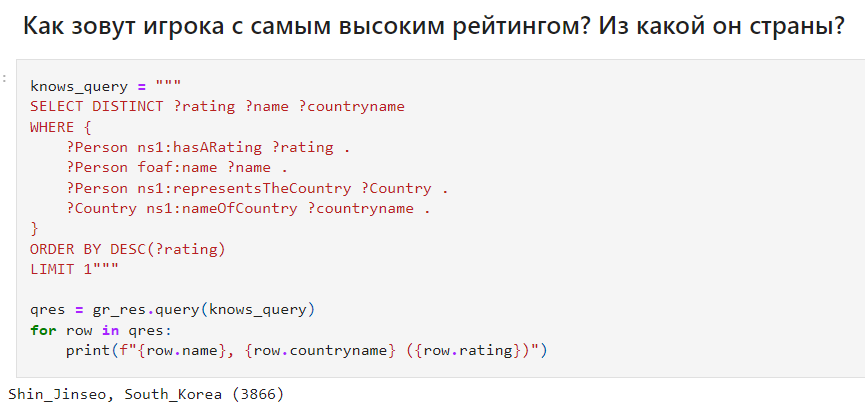 Как зовут игрока с самым высоким рейтингом? Из какой он страны?
:
knows_query = """
SELECT DISTINCT ?rating ?name ?countryname
WHERE {
    ?Person ns1:hasARating ?rating .
    ?Person foaf:name ?name .
    ?Person ns1:representsTheCountry ?Country .
    ?Country ns1:nameOfCountry ?countryname .
}
ORDER BY DESC(?rating)
LIMIT 1"""

qres = gr_res.query(knows_query)
for row in qres:
    print(f"{row.name}, {row.countryname} ({row.rating})")
Shin_Jinseo, South_Korea (3866)